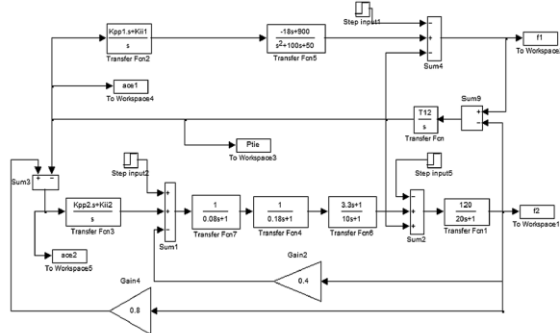 Step input1
Kpp1.s+Kii1
s
Transfer Fcn2
-18s+900
s²+100s+50
Transfer Fcn5
Sum4
f1
To Workspace2
ace1
To Workspace4
T12
s
Transfer Fcn
Sum9
Ptie
To Workspace3
Sum3
Step input2
Step input5
Kpp2.s+Kii2
s
Transfer Fcn3
Sum1
1
0.08s+1
Transfer Fcn7
1
0.18s+1
Transfer Fcn4
3.3s+1
10s+1
Transfer Fcn6
Sum2
120
20s+1
Transfer Fcn1
f2
To Workspace1
ace2
To Workspace5
Gain2
0.4
Gain4
0.8